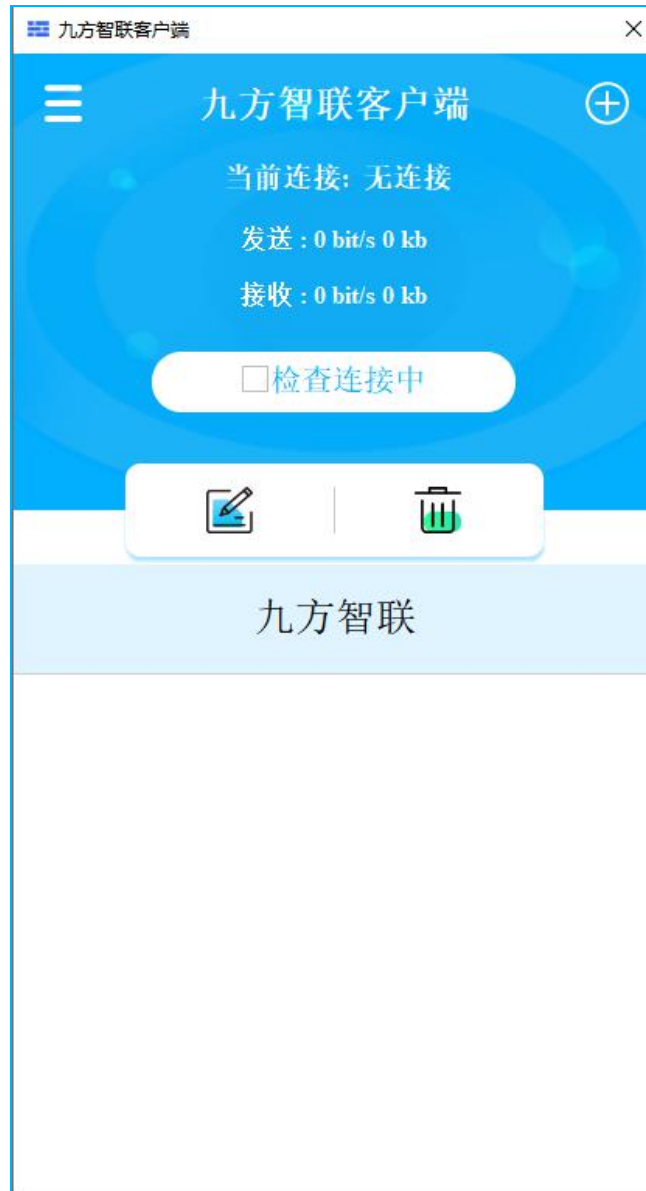 九方智联客户端
九方智联客户端
当前连接: 无连接
发送 : 0 bit/s 0 kb
接收 : 0 bit/s 0 kb
检查连接中
九方智联